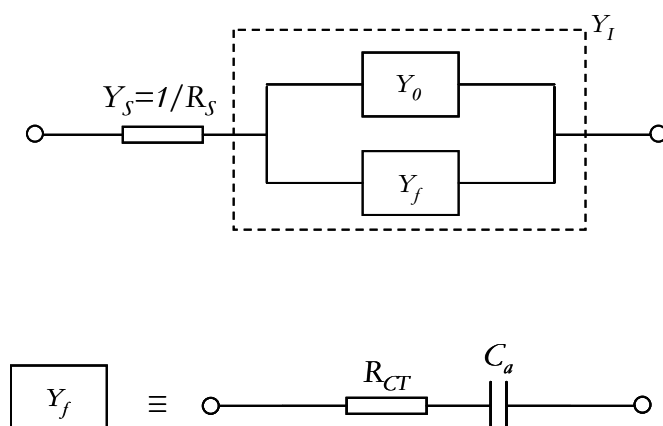 Y_I
Y_S=1/R_S
Y_0
Y_f
Y_f ≡ R_CT C_a